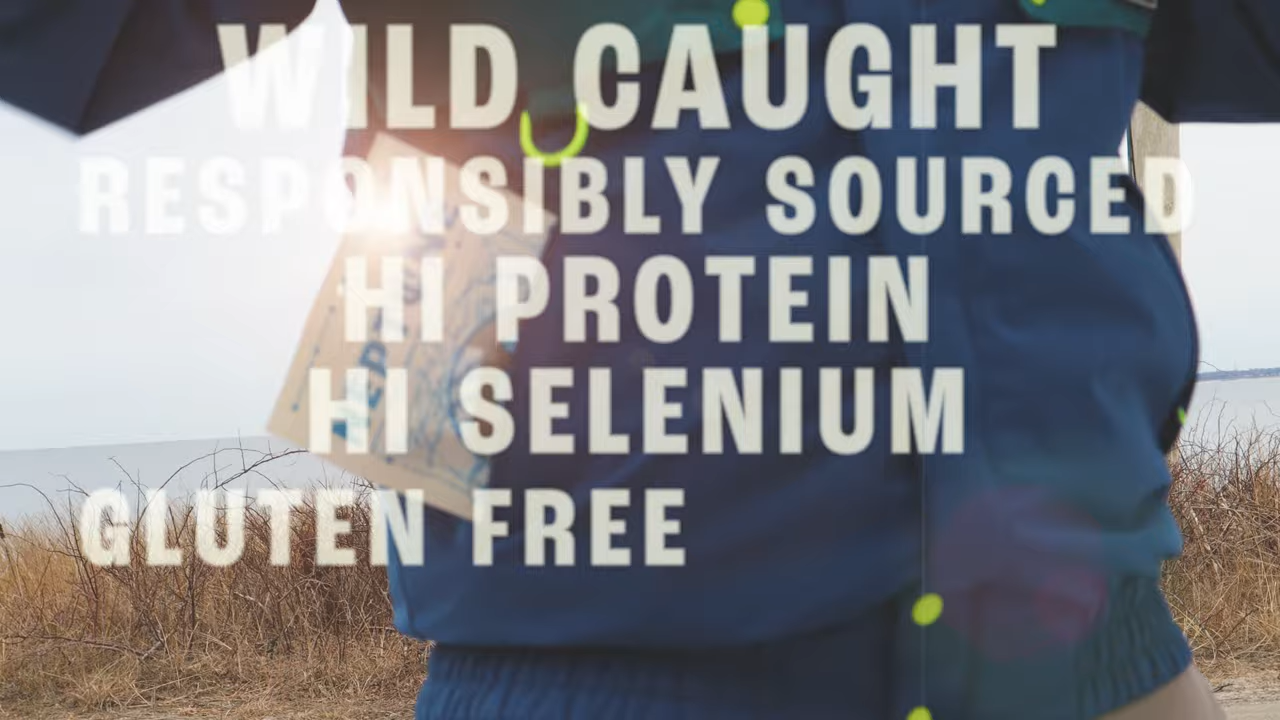 WILD CAUGHT
RESPONSIBLY SOURCED
HI PROTEIN
HI SELENIUM
GLUTEN FREE